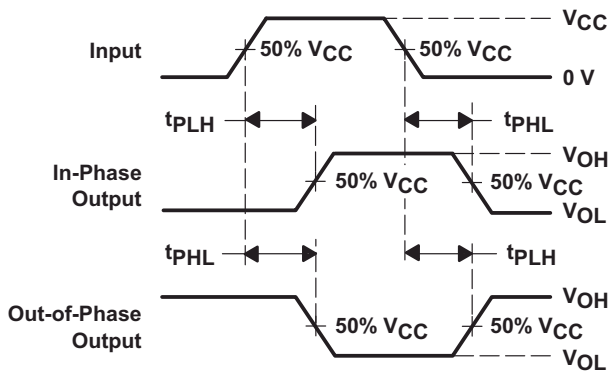 VCC
Input
50% VCC
50% VCC
0 V
tPLH
tPHL
VOH
In-Phase
Output
50% VCC
50% VCC
VOL
tPHL
tPLH
VOH
Out-of-Phase
Output
50% VCC
50% VCC
VOL